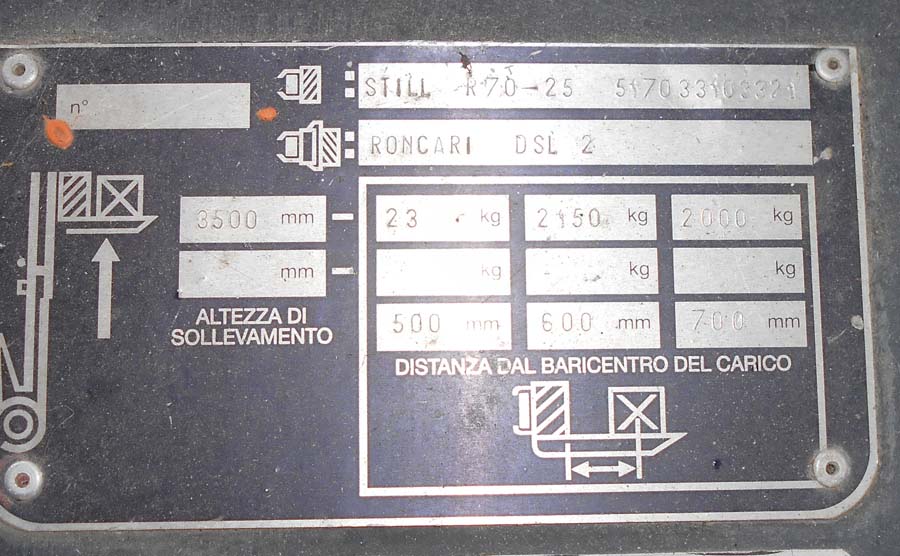 n°
STILL R70-25 517033103321
RONCARI DSL 2
3500 mm
23 kg 2150 kg 2000 kg
mm
kg kg kg
500 mm 600 mm 700 mm
ALTEZZA DI
SOLLEVAMENTO
DISTANZA DAL BARICENTRO DEL CARICO